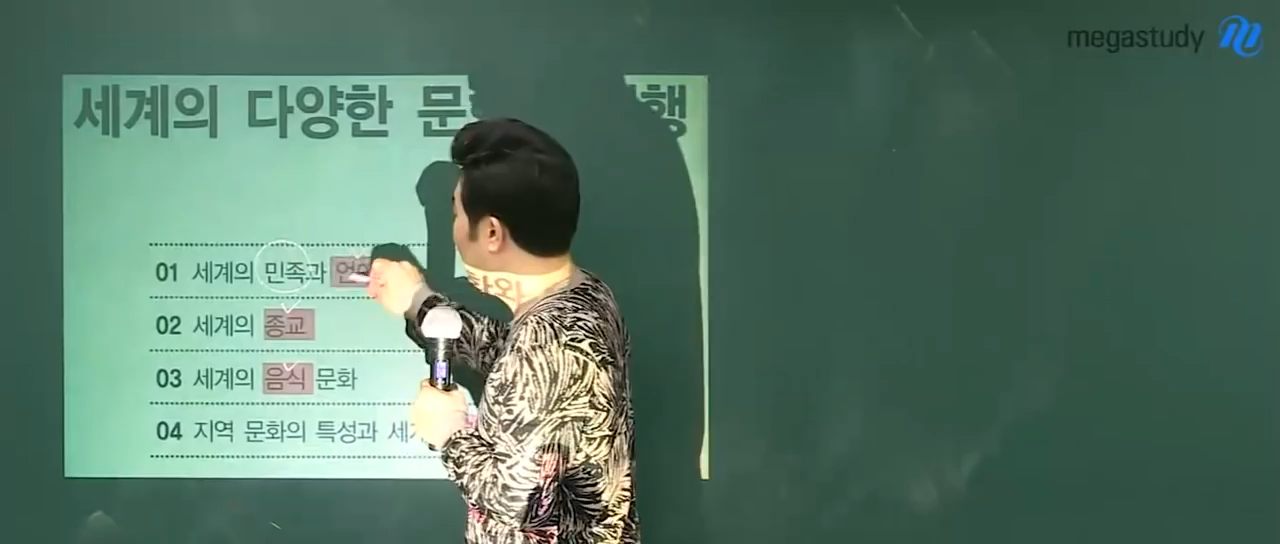 megastudy
세계의 다양한
01 세계의 민족과
02 세계의 종교
03 세계의 음식 문화
04 지역 문화의 특성과